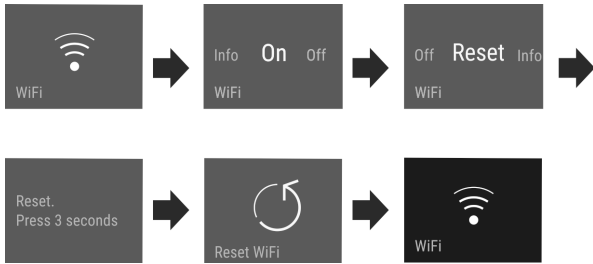 WiFi
Info On Off
WiFi
Off Reset Info
WiFi
Reset.
Press 3 seconds
Reset WiFi
WiFi